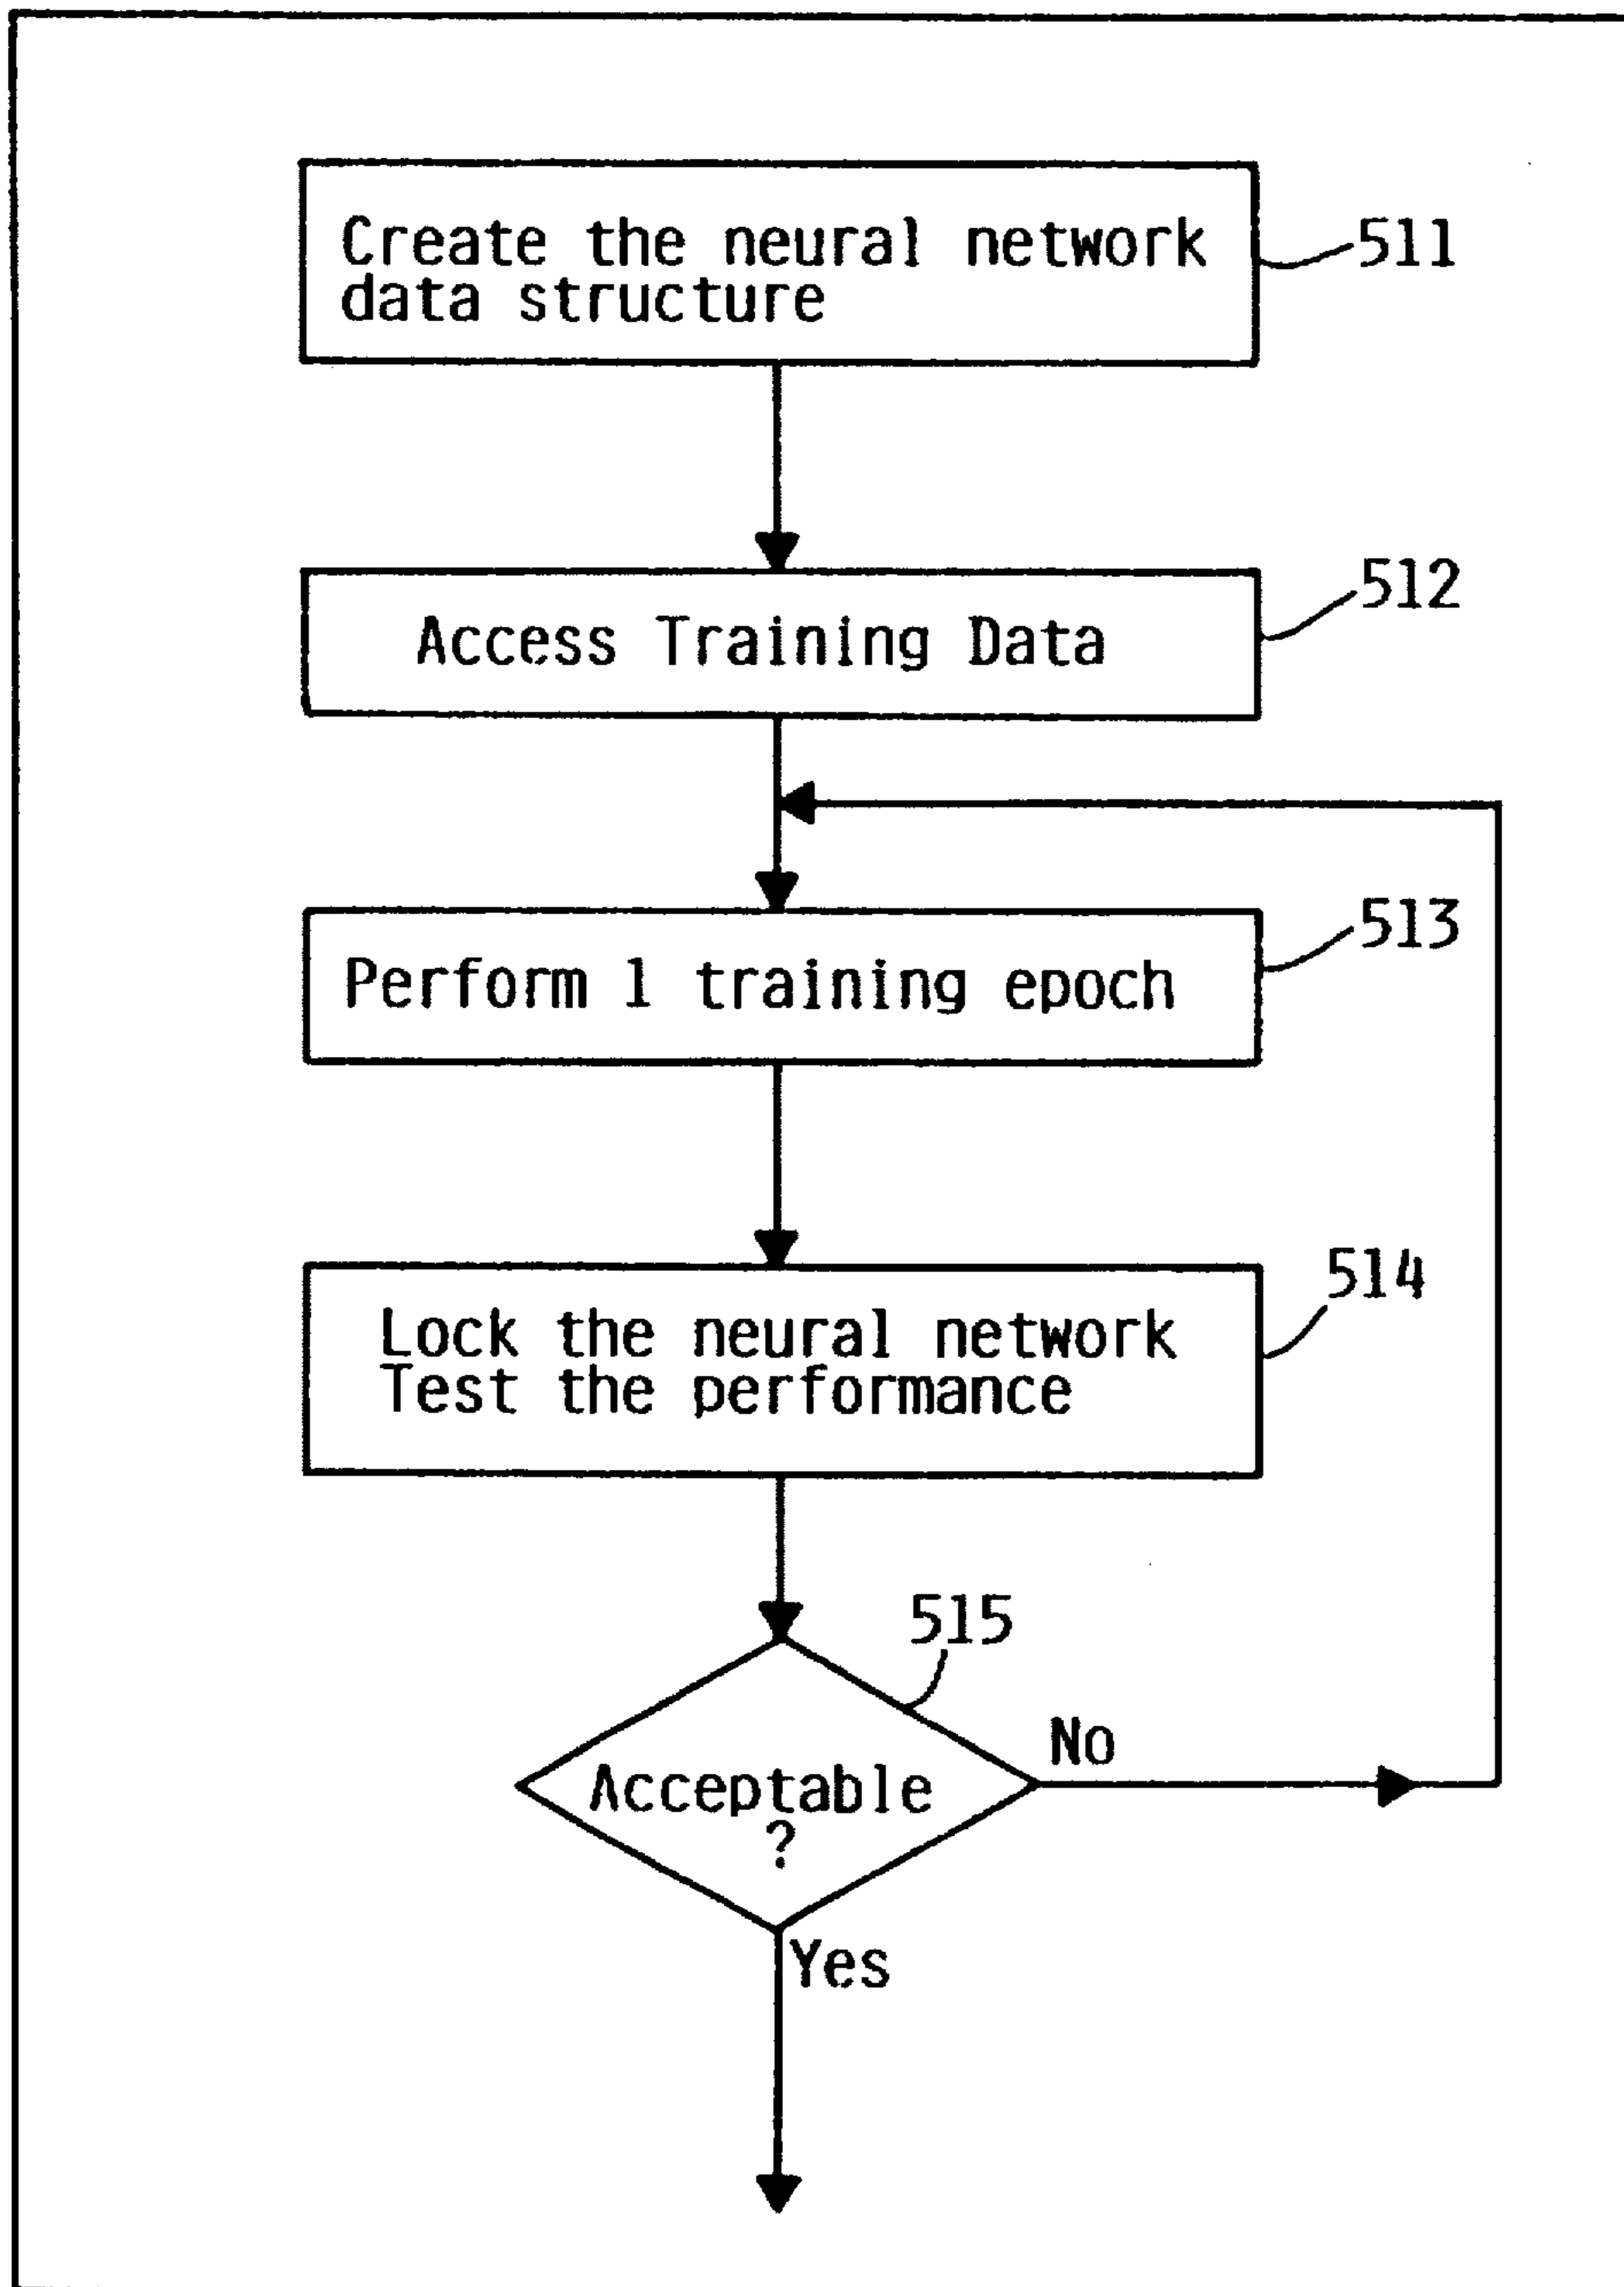 Create the neural network
data structure
511
Access Training Data
512
Perform 1 training epoch
513
Lock the neural network
Test the performance
514
515
Acceptable
?
No
Yes